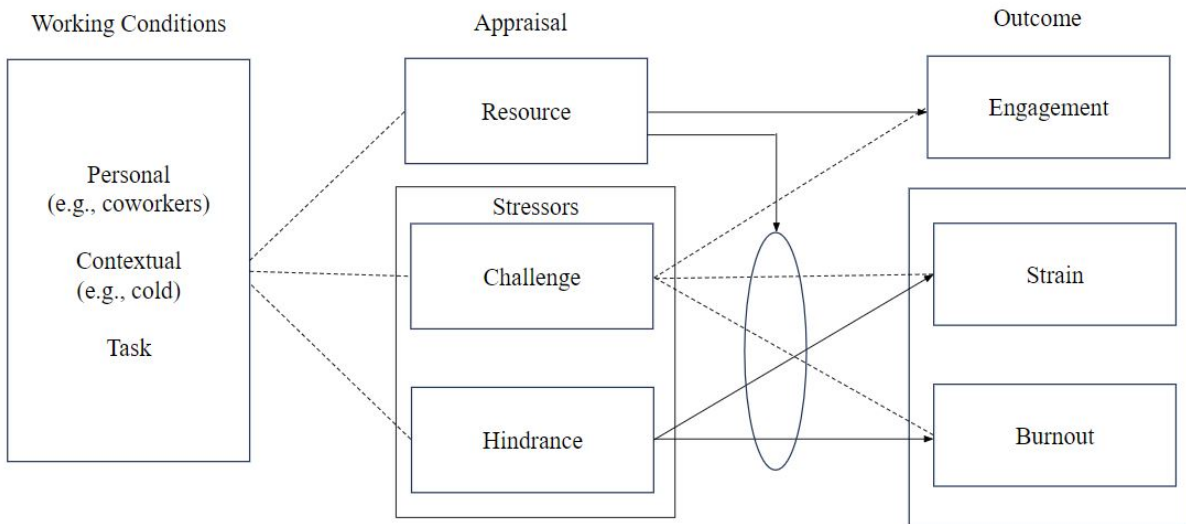 Working Conditions
Appraisal
Outcome
Personal
(e.g., coworkers)
Contextual
(e.g., cold)
Task
Resource
Stressors
Challenge
Hindrance
Engagement
Strain
Burnout